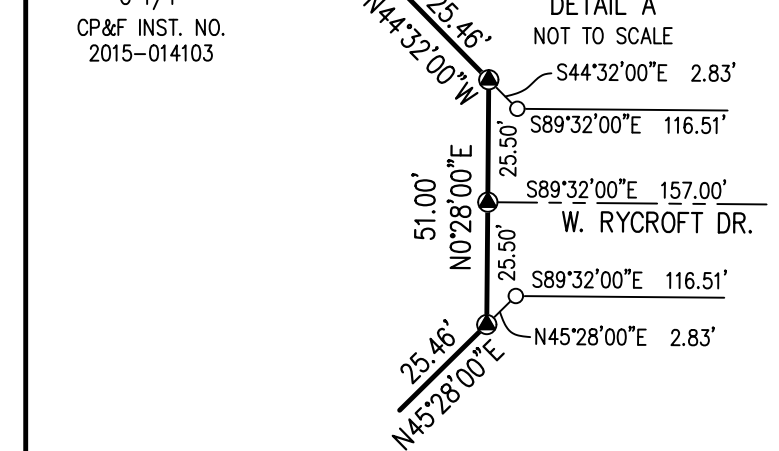 CP&F INST. NO.
2015-014103
DETAIL A
NOT TO SCALE
25.46'
N44°32'00"W
S44°32'00"E 2.83'
S89°32'00"E 116.51'
25.50'
51.00'
N0°28'00"E
S89°32'00"E 157.00'
W. RYCROFT DR.
25.50'
S89°32'00"E 116.51'
N45°28'00"E 2.83'
25.46'
N45°28'00"E